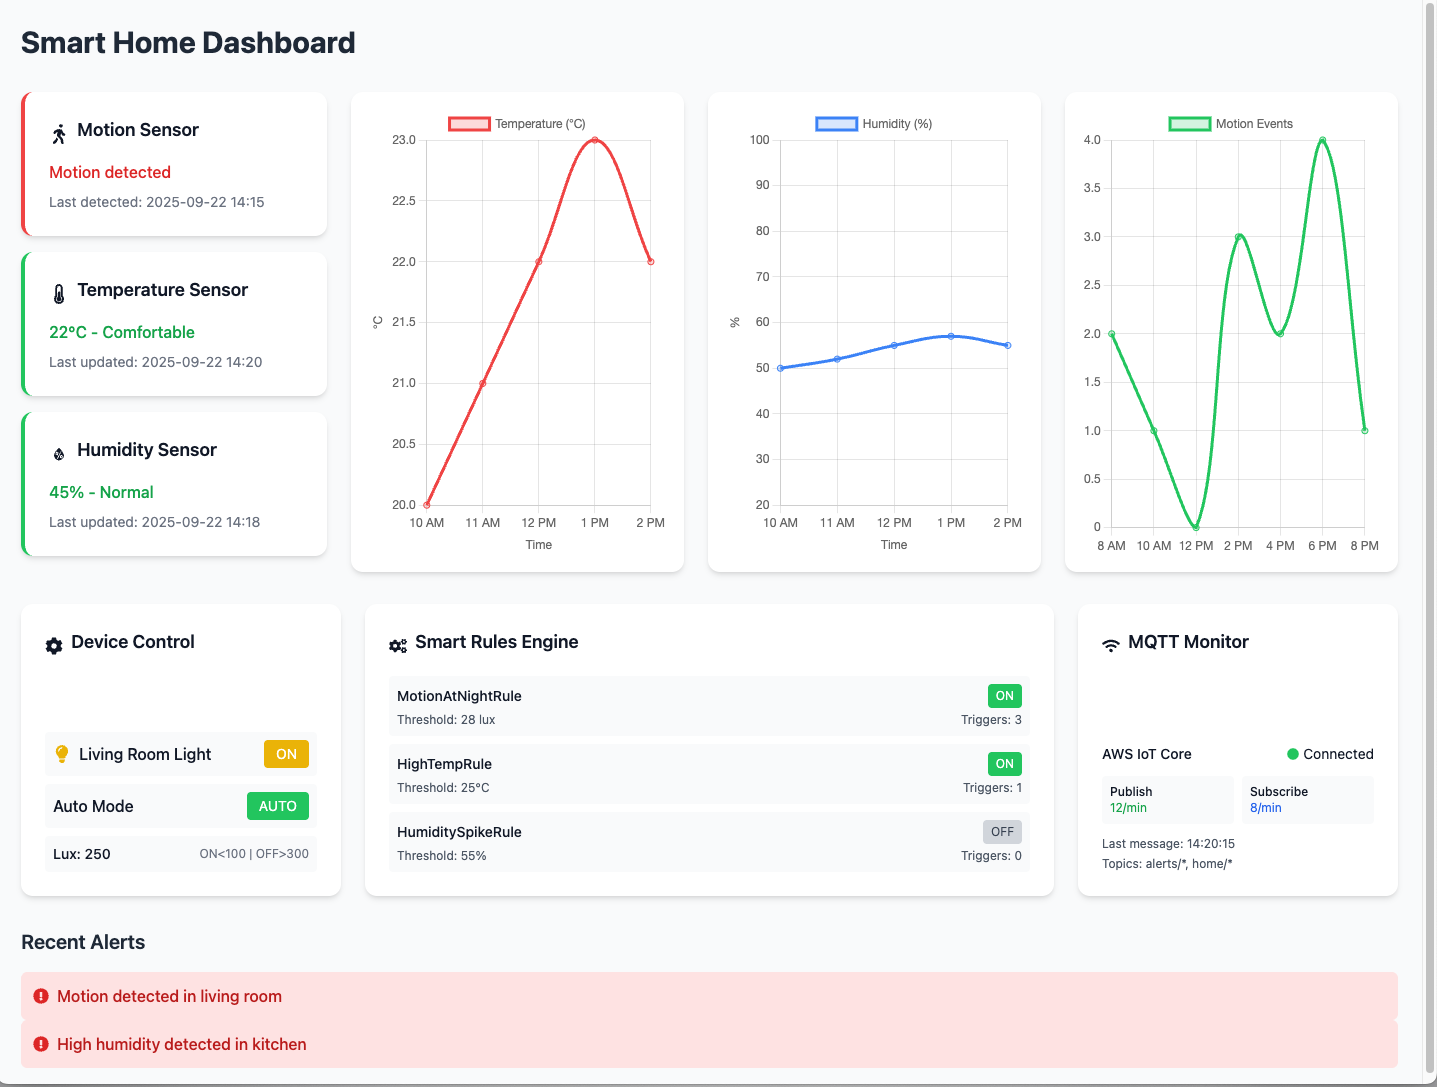 Smart Home Dashboard
Motion Sensor
Motion detected
Last detected: 2025-09-22 14:15
Temperature Sensor
22°C - Comfortable
Last updated: 2025-09-22 14:20
Humidity Sensor
45% - Normal
Last updated: 2025-09-22 14:18
Temperature (°C)
23.0
22.5
22.0
21.5
21.0
20.5
20.0
°C
10 AM 11 AM 12 PM 1 PM 2 PM
Time
Humidity (%)
100
90
80
70
60
50
40
30
20
%
10 AM 11 AM 12 PM 1 PM 2 PM
Time
Motion Events
4.0
3.5
3.0
2.5
2.0
1.5
1.0
0.5
0
8 AM 10 AM 12 PM 2 PM 4 PM 6 PM 8 PM
Device Control
Living Room Light ON
Auto Mode AUTO
Lux: 250 ON<100 | OFF>300
Smart Rules Engine
MotionAtNightRule ON
Threshold: 28 lux Triggers: 3
HighTempRule ON
Threshold: 25°C Triggers: 1
HumiditySpikeRule OFF
Threshold: 55% Triggers: 0
MQTT Monitor
AWS IoT Core Connected
Publish Subscribe
12/min 8/min
Last message: 14:20:15
Topics: alerts/*, home/*
Recent Alerts
Motion detected in living room
High humidity detected in kitchen